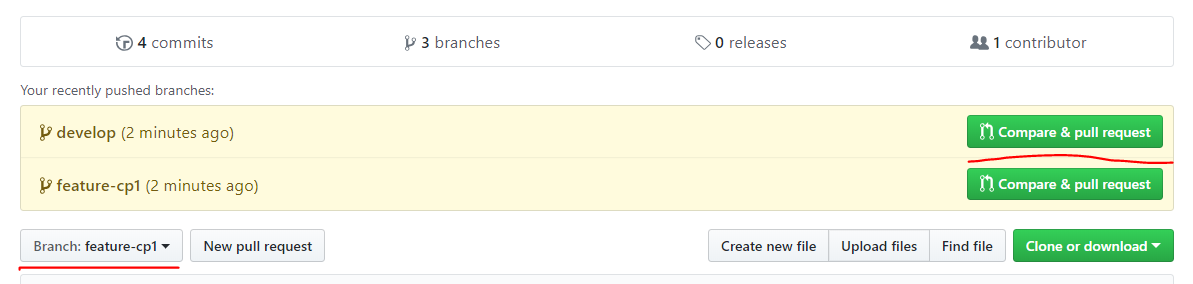 4 commits 3 branches 0 releases 1 contributor
Your recently pushed branches:
develop (2 minutes ago) Compare & pull request
feature-cp1 (2 minutes ago) Compare & pull request
Branch: feature-cp1 New pull request Create new file Upload files Find file Clone or download